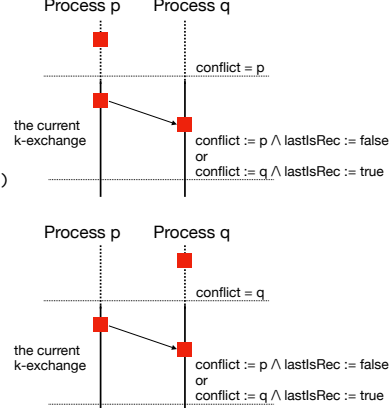 Process p Process q
conflict = p
the current
k-exchange
conflict := p ∧ lastIsRec := false
or
conflict := q ∧ lastIsRec := true
)
Process p Process q
conflict = q
the current
k-exchange
conflict := p ∧ lastIsRec := false
or
conflict := q ∧ lastIsRec := true